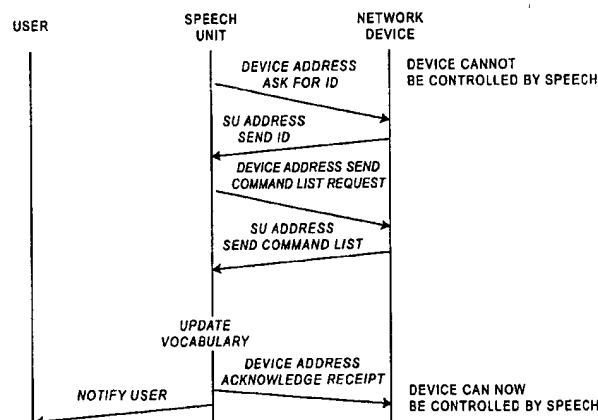 USER
SPEECH
UNIT
NETWORK
DEVICE
DEVICE ADDRESS
ASK FOR ID
DEVICE CANNOT
BE CONTROLLED BY SPEECH
SU ADDRESS
SEND ID
DEVICE ADDRESS SEND
COMMAND LIST REQUEST
SU ADDRESS
SEND COMMAND LIST
UPDATE
VOCABULARY
DEVICE ADDRESS
ACKNOWLEDGE RECEIPT
NOTIFY USER
DEVICE CAN NOW
BE CONTROLLED BY SPEECH